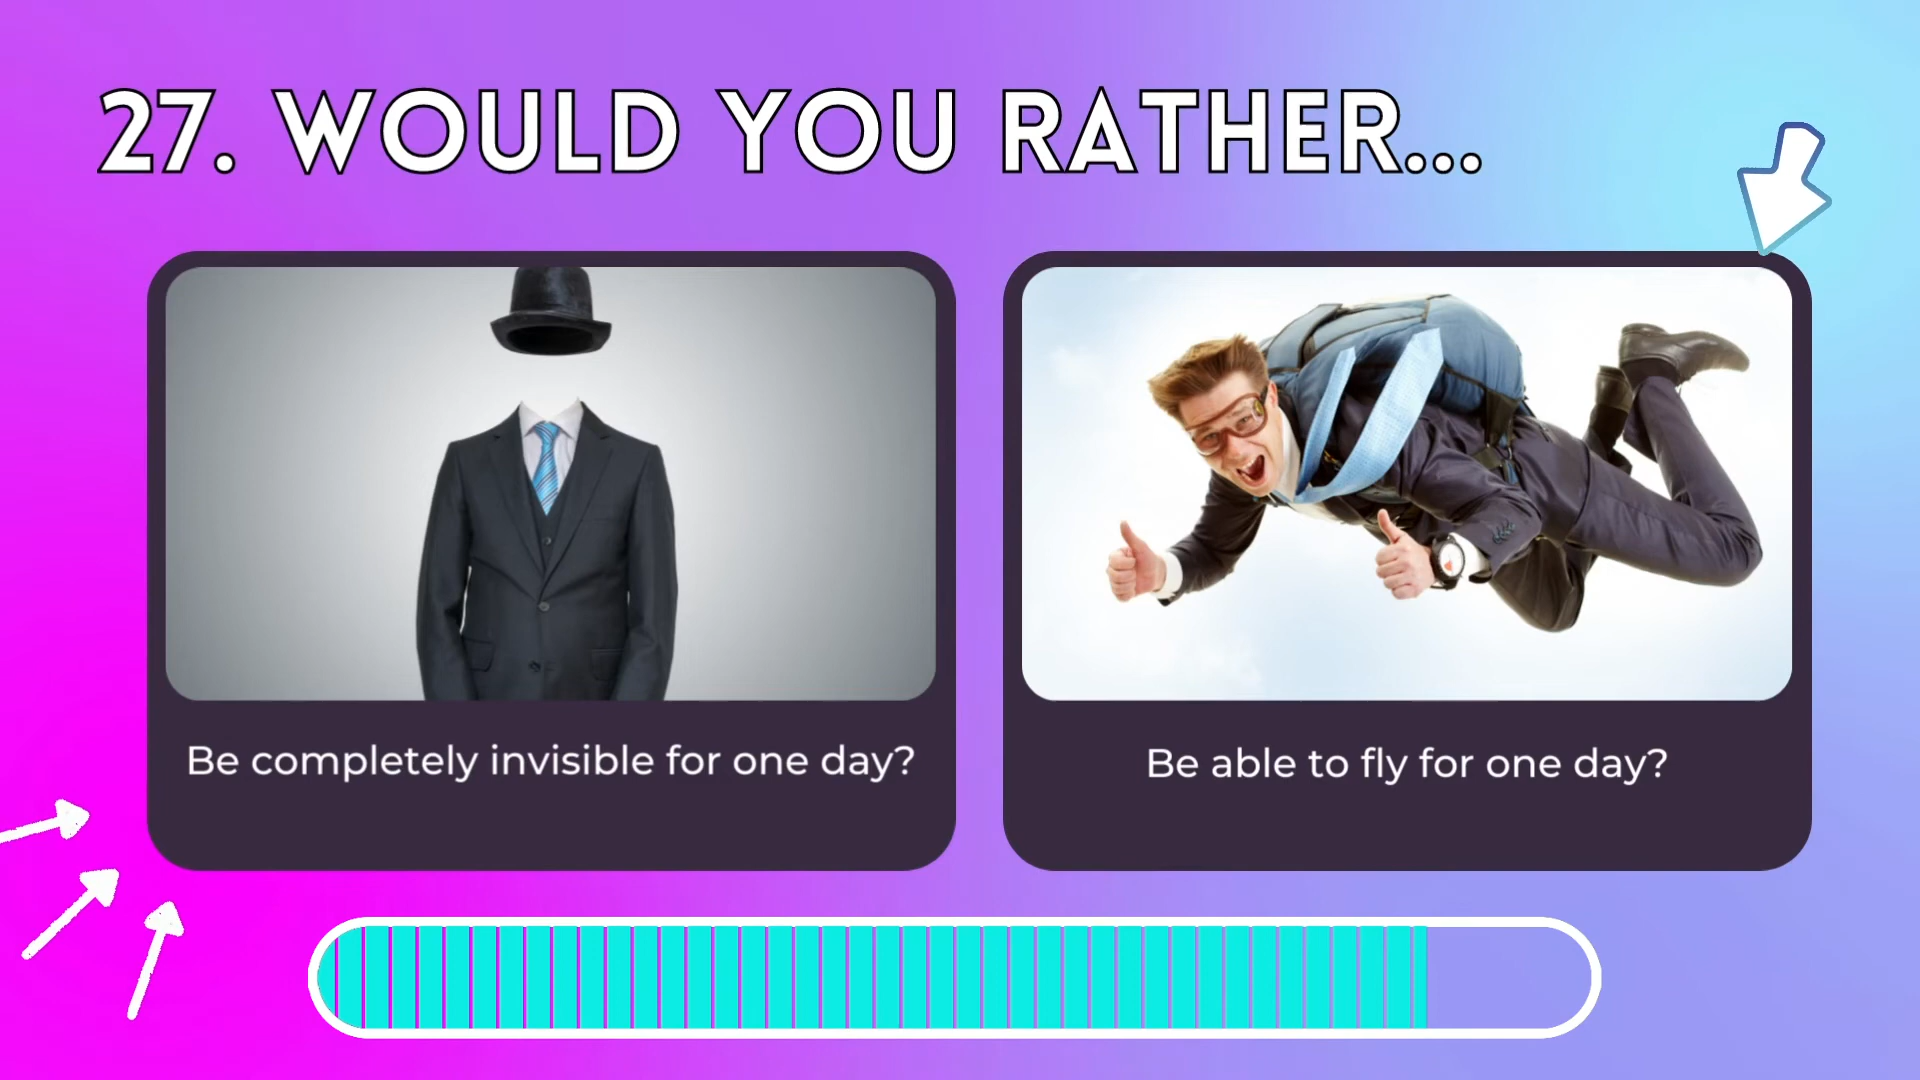 27. WOULD YOU RATHER...
Be completely invisible for one day?
Be able to fly for one day?